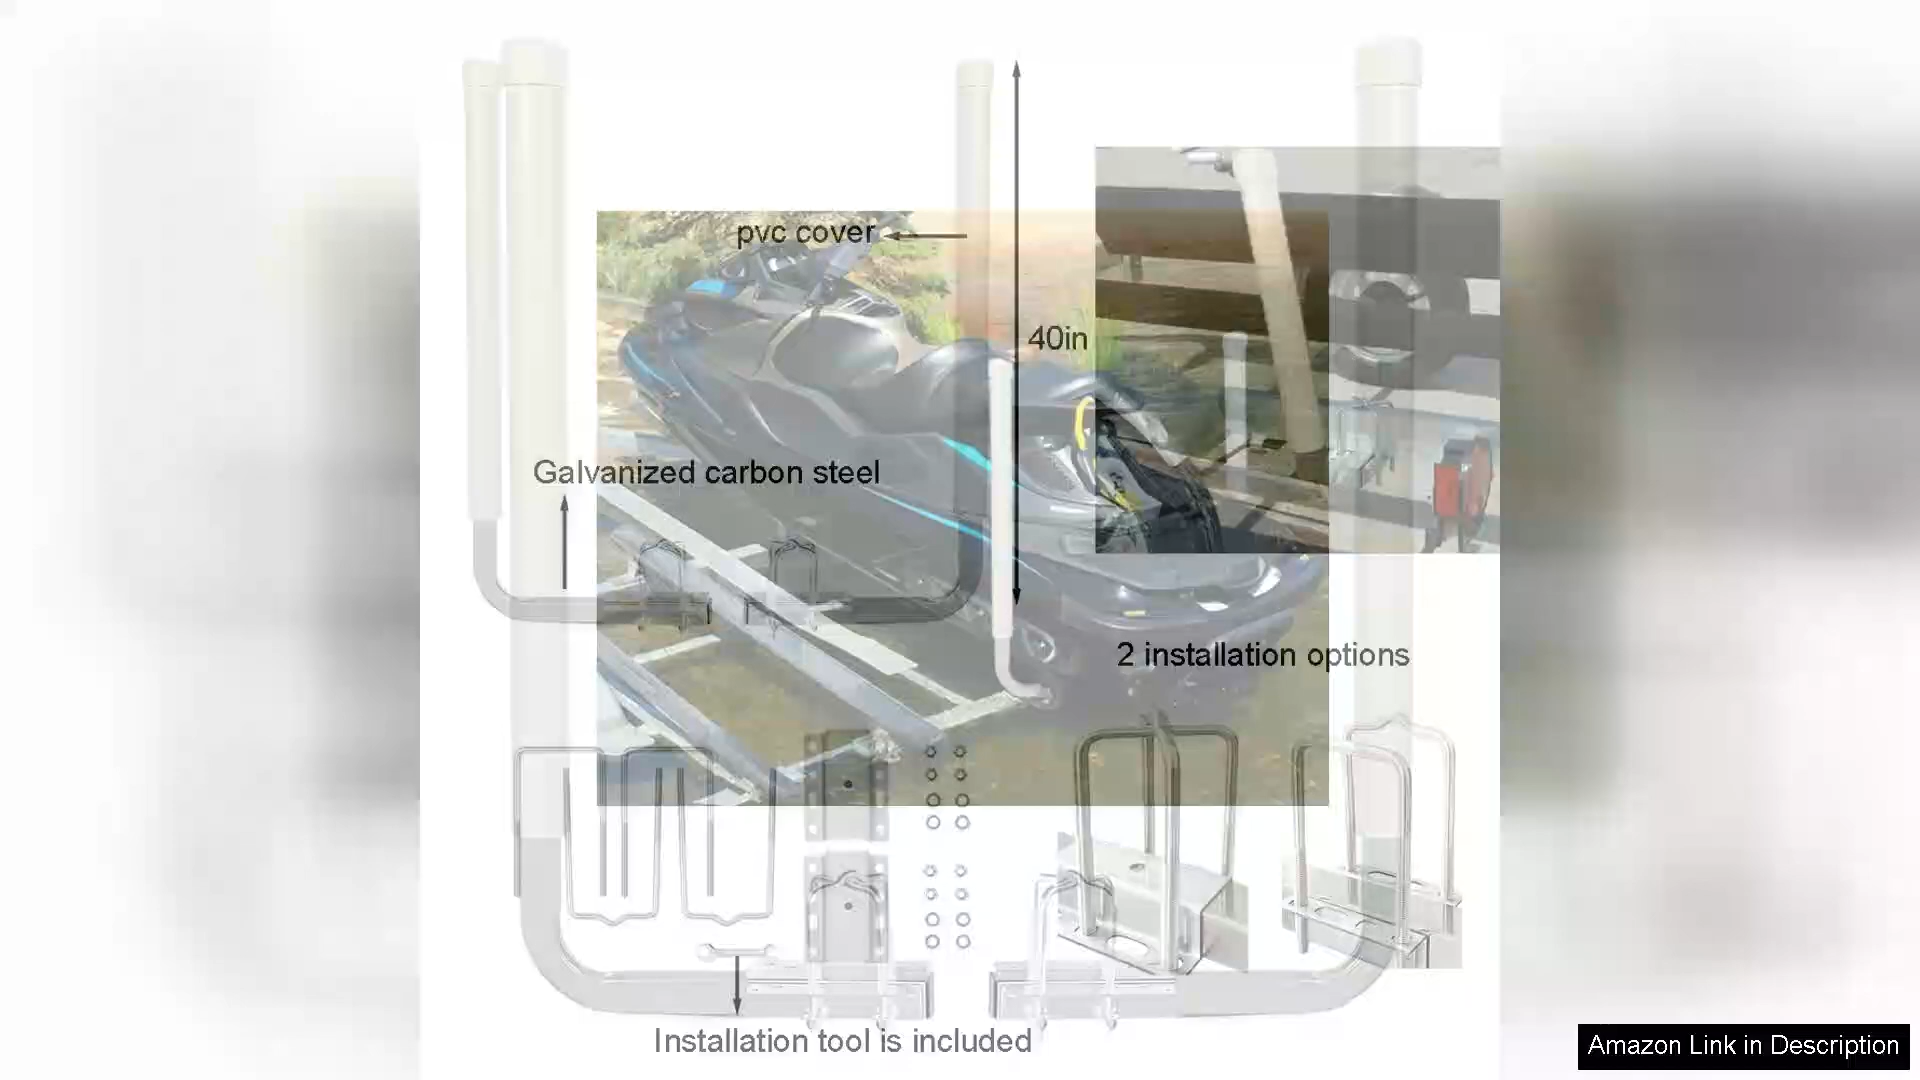 pvc cover
40in
Galvanized carbon steel
2 installation options
Installation tool is included
Amazon Link in Description